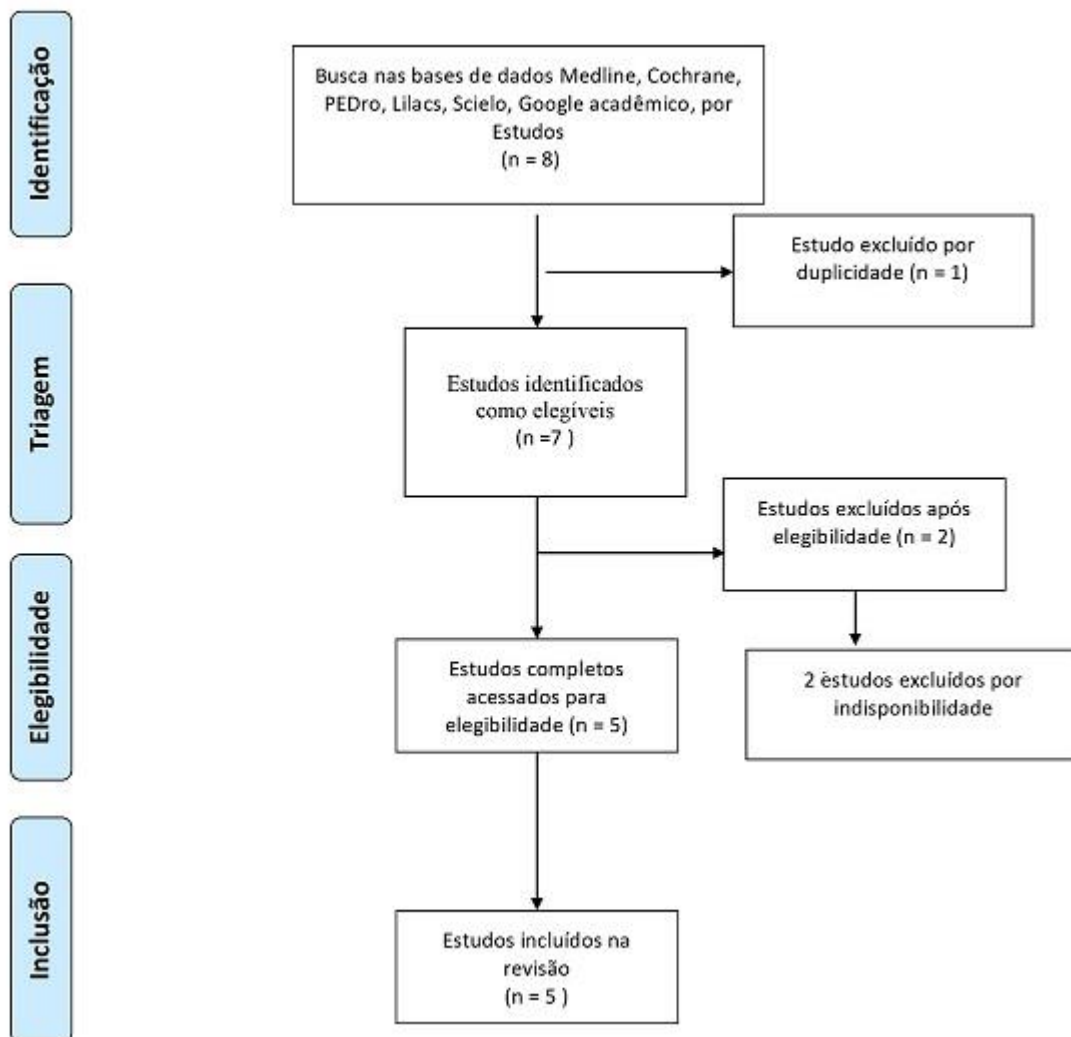 Identificação
Busca nas bases de dados Medline, Cochrane,
PEDro, Lilacs, Scielo, Google acadêmico, por
Estudos
(n = 8)
Estudo excluído por
duplicidade (n = 1)
Triagem
Estudos identificados
como elegíveis
(n =7 )
Estudos excluídos após
elegibilidade (n = 2)
Elegibilidade
Estudos completos
acessados para
elegibilidade (n = 5)
2 estudos excluídos por
indisponibilidade
Inclusão
Estudos incluídos na
revisão
(n = 5 )